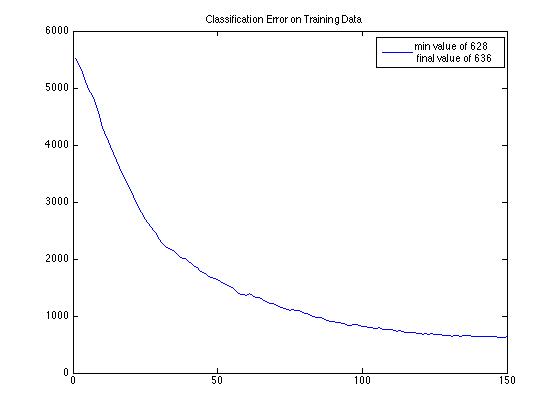 Classification Error on Training Data
6000
min value of 628
final value of 636
5000
4000
3000
2000
1000
0
0 50 100 150